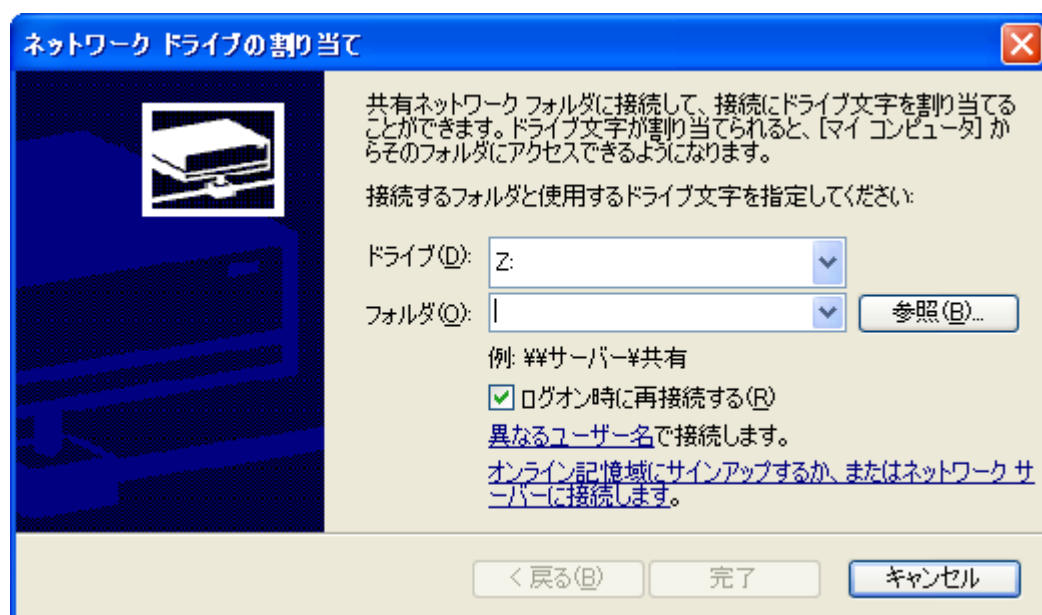 ネットワーク ドライブの割り当て
共有ネットワーク フォルダに接続して、接続にドライブ文字を割り当てる
ことができます。ドライブ文字が割り当てられると、[マイ コンピュータ] か
らそのフォルダにアクセスできるようになります。
接続するフォルダと使用するドライブ文字を指定してください:
ドライブ(D): Z:
フォルダ(O): 参照(B)...
例: ¥¥サーバー¥共有
ログオン時に再接続する(R)
異なるユーザー名で接続します。
オンライン記憶域にサインアップするか、またはネットワーク サ
ーバーに接続します。
< 戻る(B) 完了 キャンセル